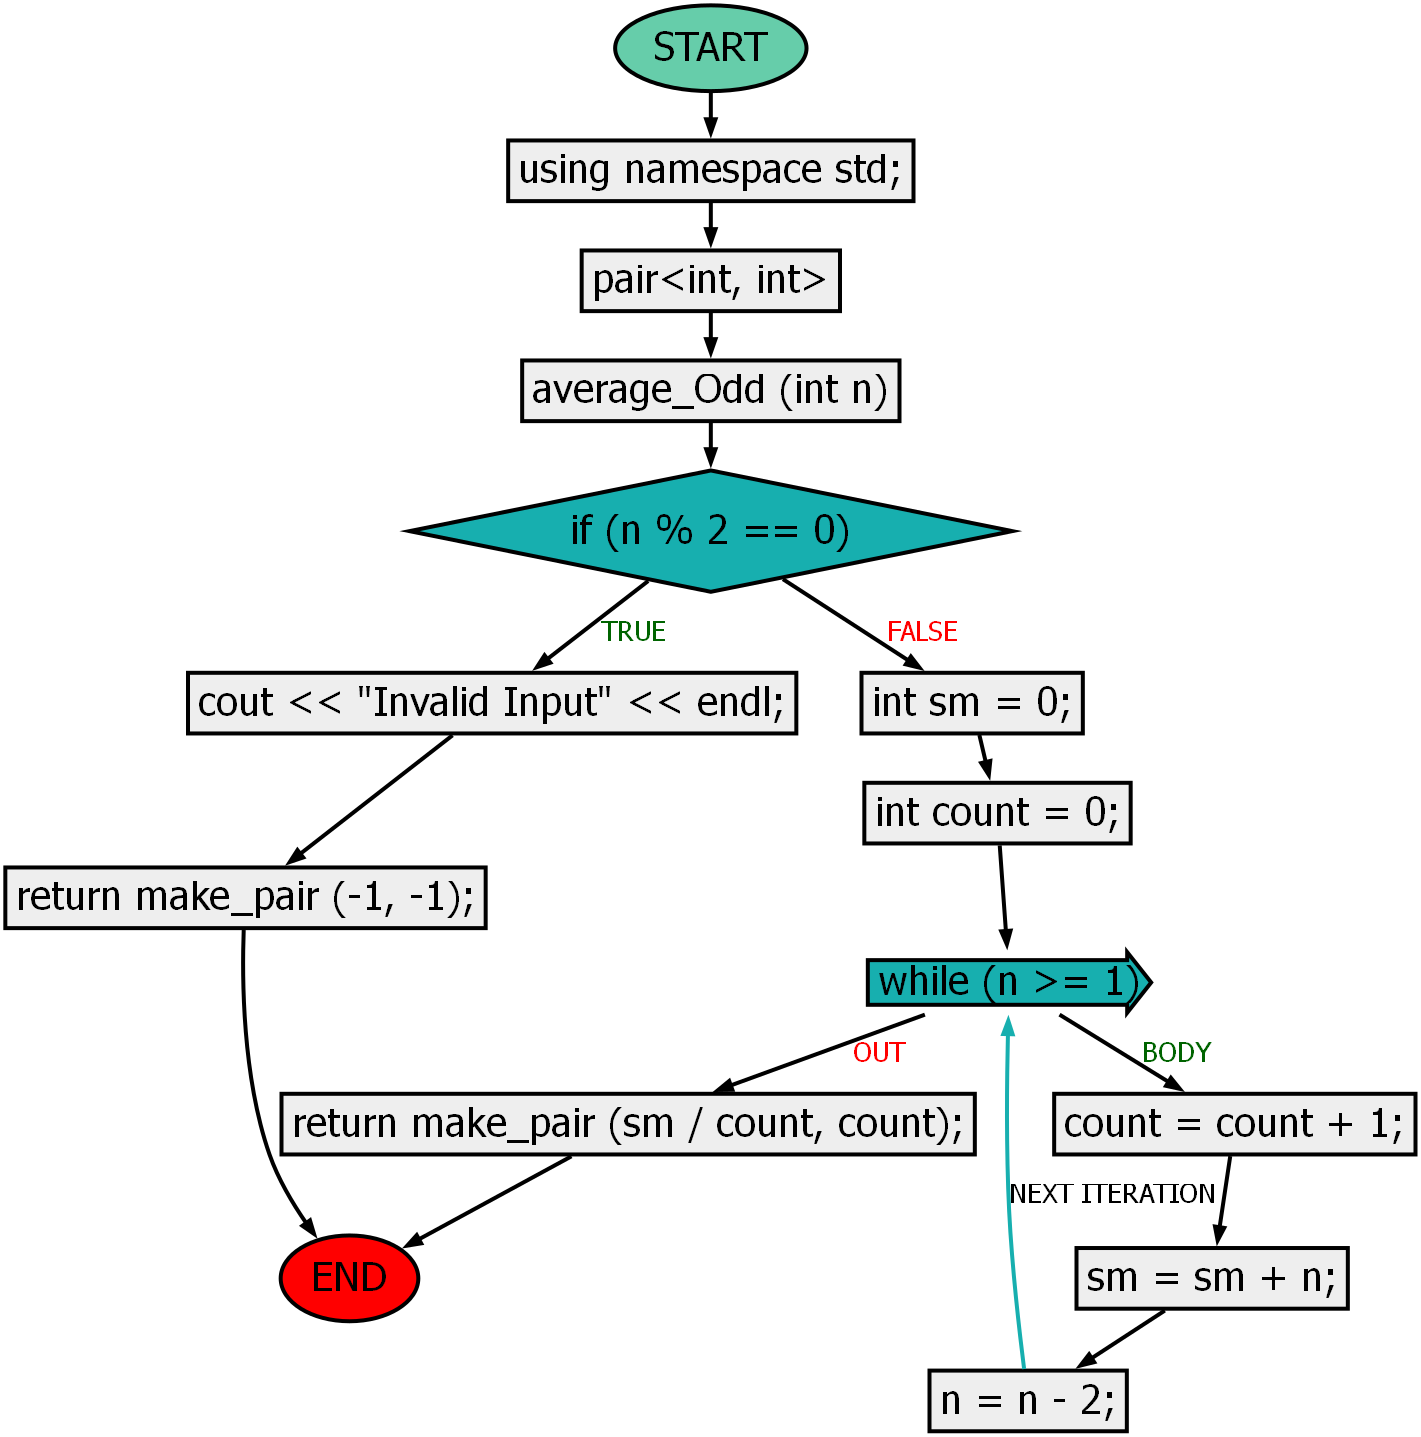 START
using namespace std;
pair<int, int>
average_Odd (int n)
if (n % 2 == 0)
TRUE
FALSE
cout << "Invalid Input" << endl;
int sm = 0;
int count = 0;
return make_pair (-1, -1);
while (n >= 1)
OUT
BODY
return make_pair (sm / count, count);
count = count + 1;
NEXT ITERATION
END
sm = sm + n;
n = n - 2;